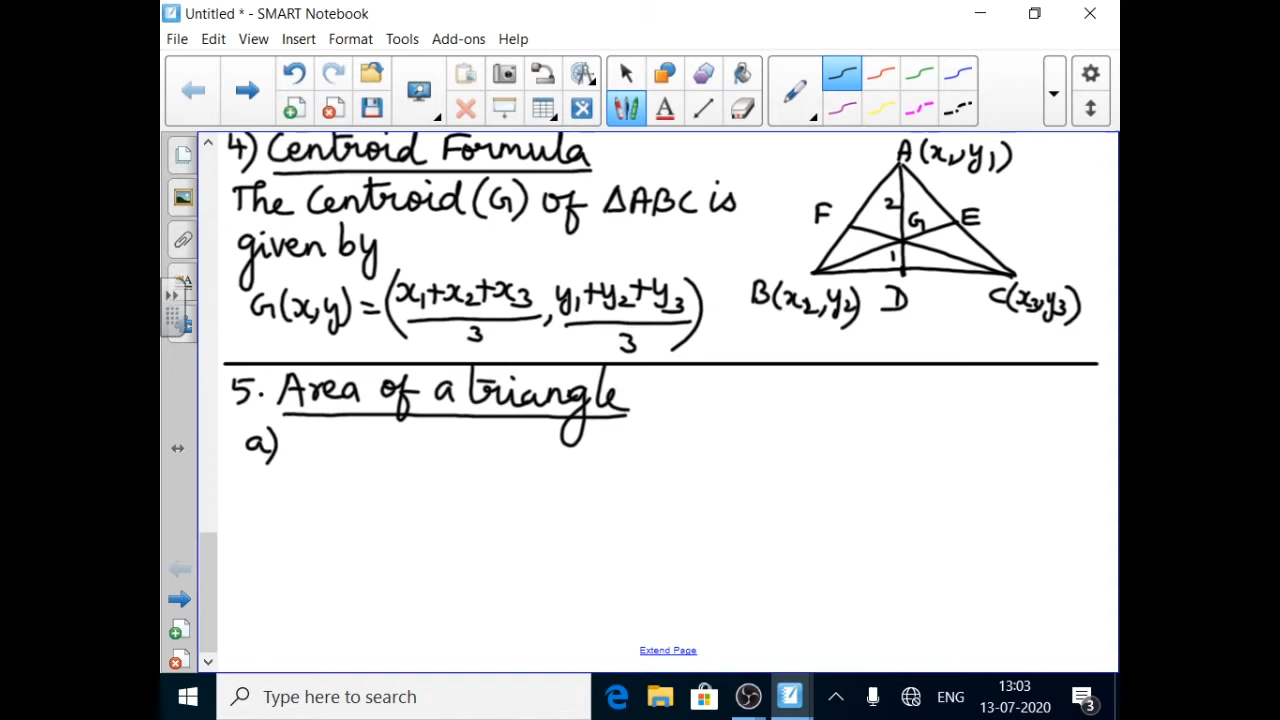 Untitled * - SMART Notebook
File Edit View Insert Format Tools Add-ons Help
4) Centroid Formula
The Centroid (G) of ΔABC is
given by
G(x,y) = (x₁+x₂+x₃/3, y₁+y₂+y₃/3)
A(x₁,y₁)
F
2
G
E
1
B(x₂,y₂)
D
C(x₃,y₃)
5. Area of a triangle
a)
Extend Page
Type here to search
ENG
13:03
13-07-2020
3